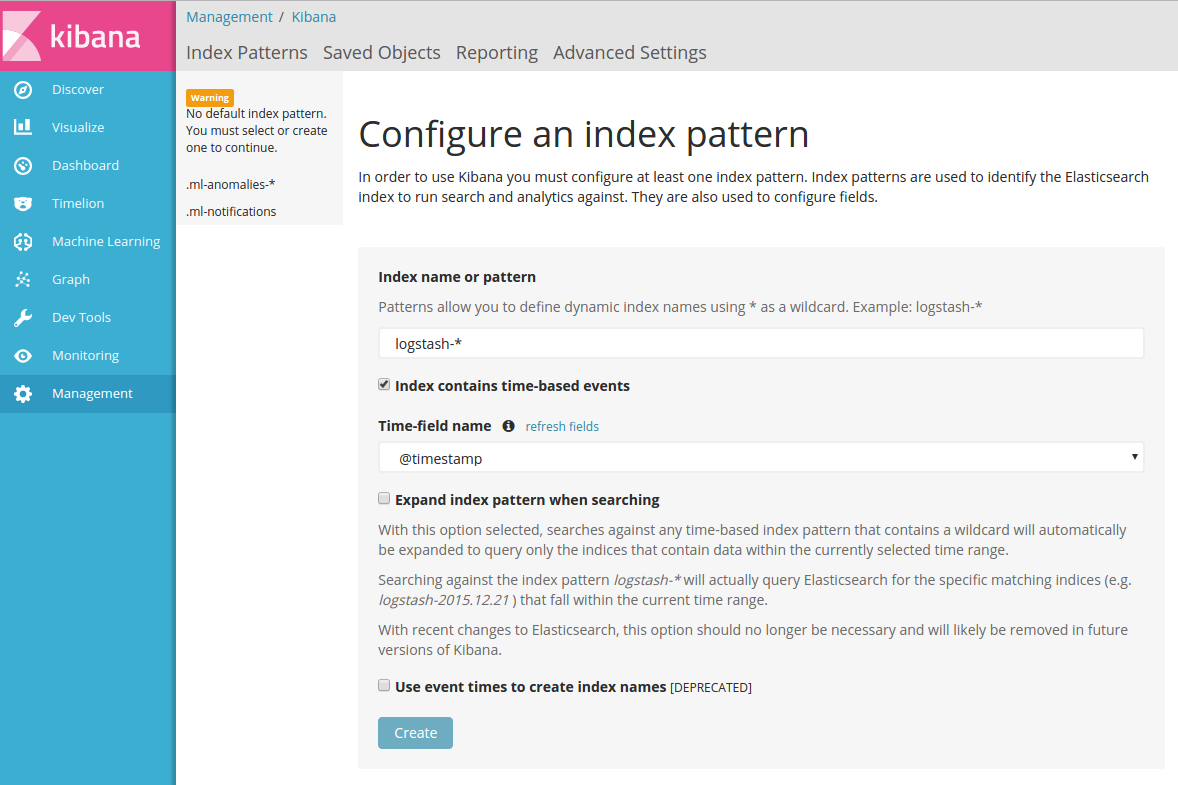 kibana
Discover
Visualize
Dashboard
Timelion
Machine Learning
Graph
Dev Tools
Monitoring
Management
Management / Kibana
Index Patterns Saved Objects Reporting Advanced Settings
Warning
No default index pattern.
You must select or create
one to continue.
.ml-anomalies-*
.ml-notifications
Configure an index pattern
In order to use Kibana you must configure at least one index pattern. Index patterns are used to identify the Elasticsearch
index to run search and analytics against. They are also used to configure fields.
Index name or pattern
Patterns allow you to define dynamic index names using * as a wildcard. Example: logstash-*
logstash-*
Index contains time-based events
Time-field name refresh fields
@timestamp
Expand index pattern when searching
With this option selected, searches against any time-based index pattern that contains a wildcard will automatically
be expanded to query only the indices that contain data within the currently selected time range.
Searching against the index pattern logstash-* will actually query Elasticsearch for the specific matching indices (e.g.
logstash-2015.12.21 ) that fall within the current time range.
With recent changes to Elasticsearch, this option should no longer be necessary and will likely be removed in future
versions of Kibana.
Use event times to create index names [DEPRECATED]
Create